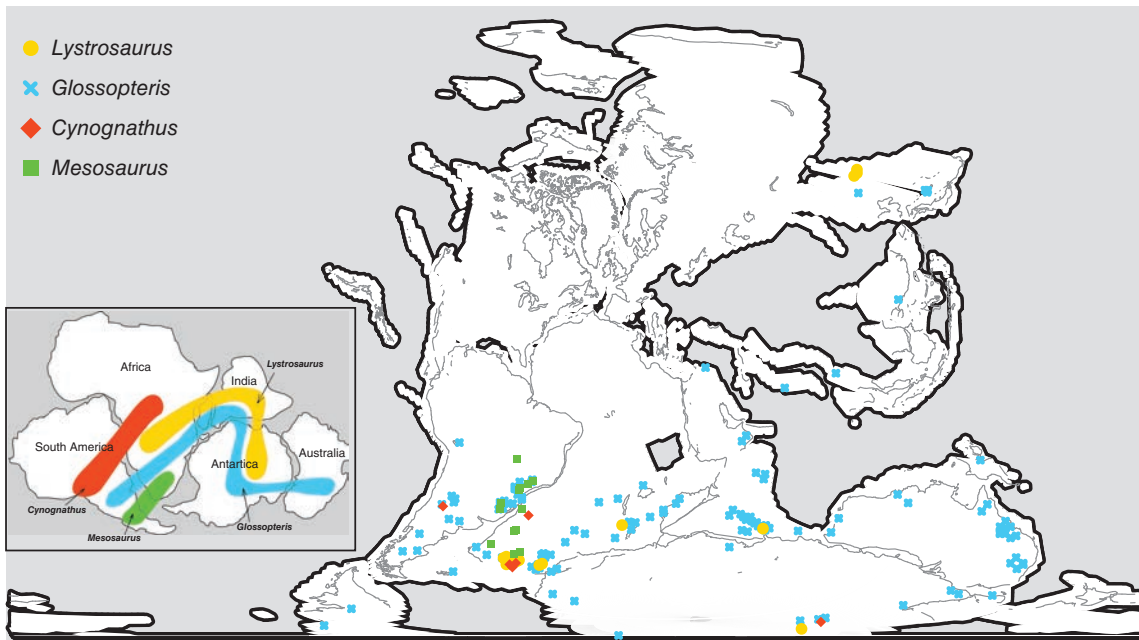 Lystrosaurus
Glossopteris
Cynognathus
Mesosaurus
Africa
India
Lystrosaurus
South America
Antartica
Australia
Cynognathus
Mesosaurus
Glossopteris